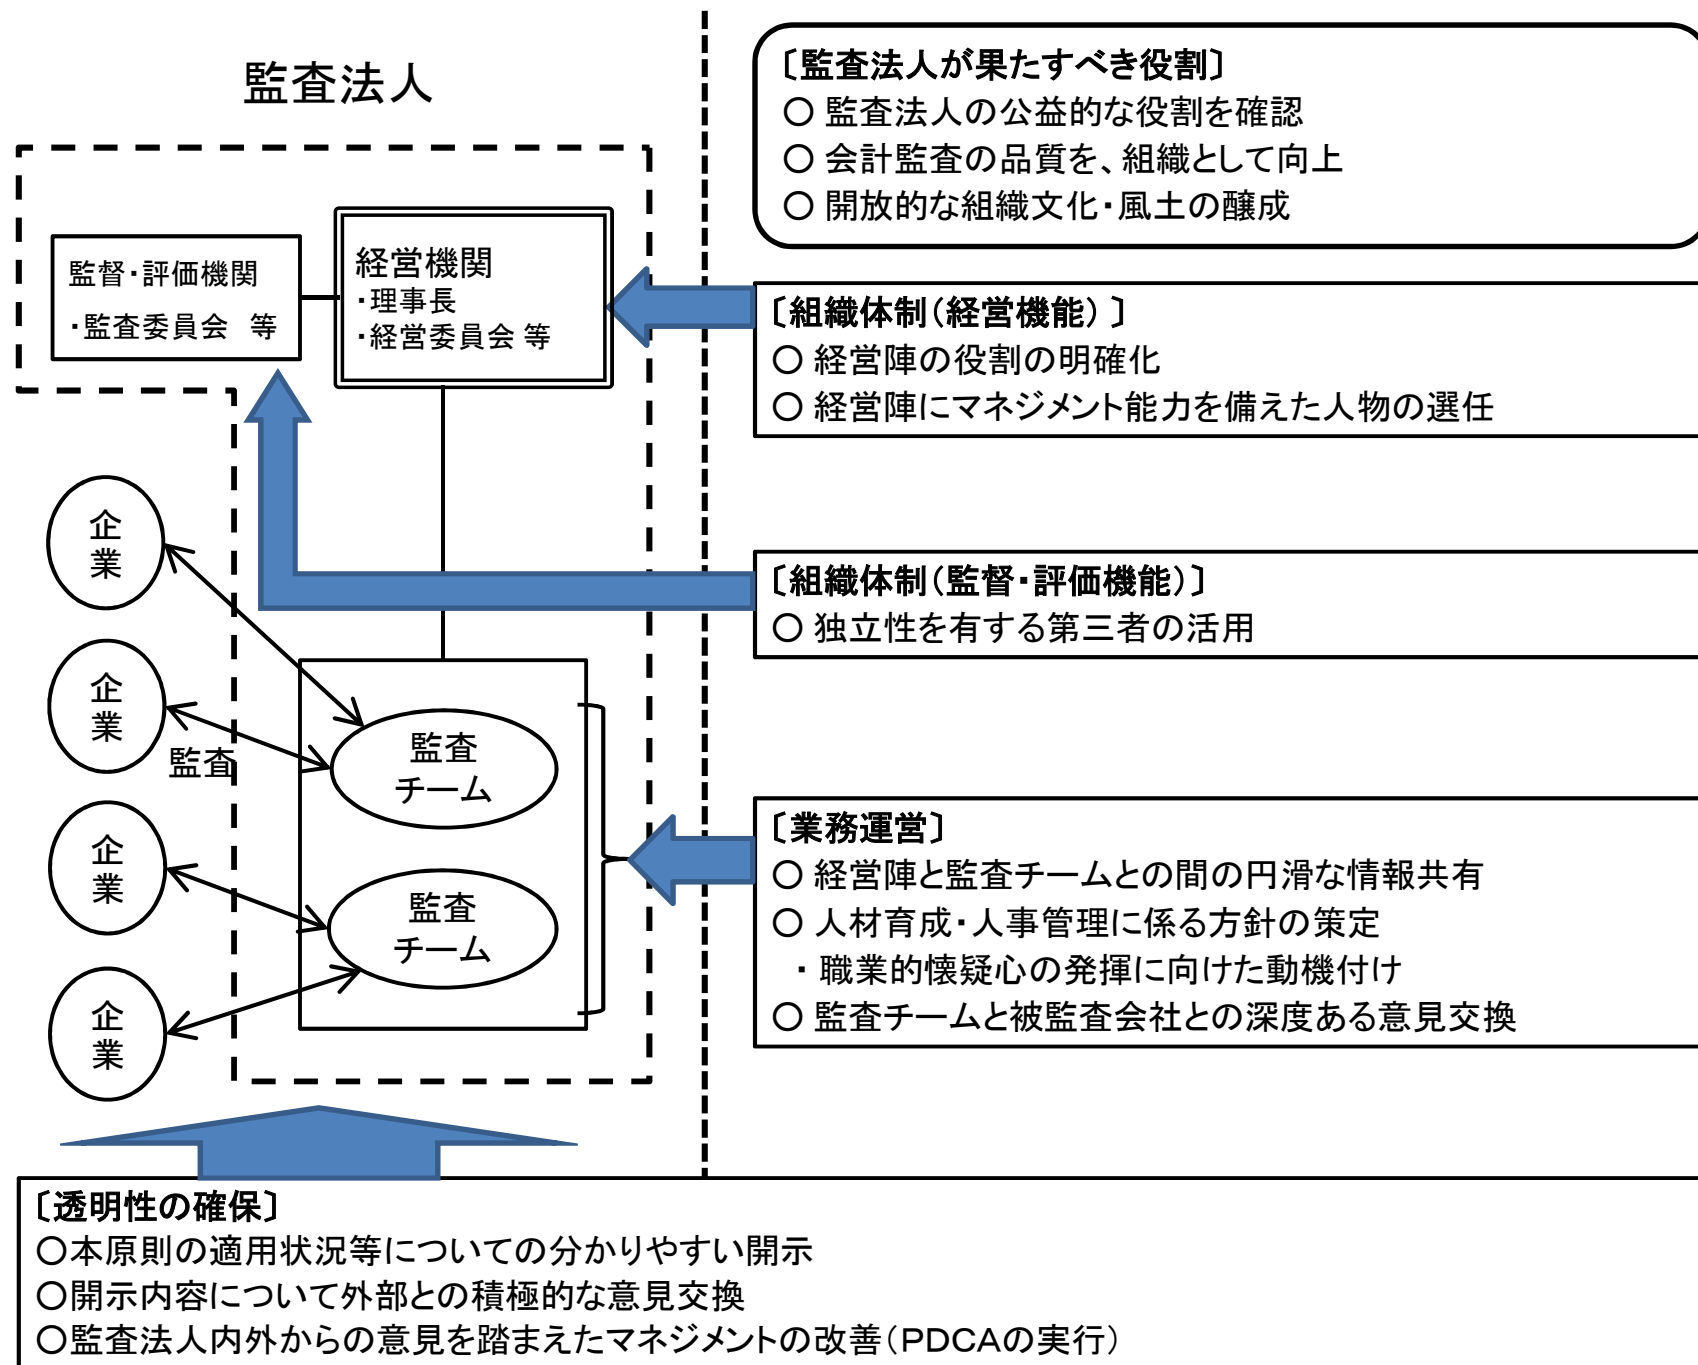 監査法人
監督・評価機関
・監査委員会　等
経営機関
・理事長
・経営委員会 等
企
業
企
業
監査
企
業
企
業
監査
チーム
監査
チーム
〔監査法人が果たすべき役割〕
○ 監査法人の公益的な役割を確認
○ 会計監査の品質を、組織として向上
○ 開放的な組織文化・風土の醸成
〔組織体制（経営機能）〕
○ 経営陣の役割の明確化
○ 経営陣にマネジメント能力を備えた人物の選任
〔組織体制（監督・評価機能）〕
○ 独立性を有する第三者の活用
〔業務運営〕
○ 経営陣と監査チームとの間の円滑な情報共有
○ 人材育成・人事管理に係る方針の策定
・ 職業的懐疑心の発揮に向けた動機付け
○ 監査チームと被監査会社との深度ある意見交換
〔透明性の確保〕
○本原則の適用状況等についての分かりやすい開示
○開示内容について外部との積極的な意見交換
○監査法人内外からの意見を踏まえたマネジメントの改善（PDCAの実行）